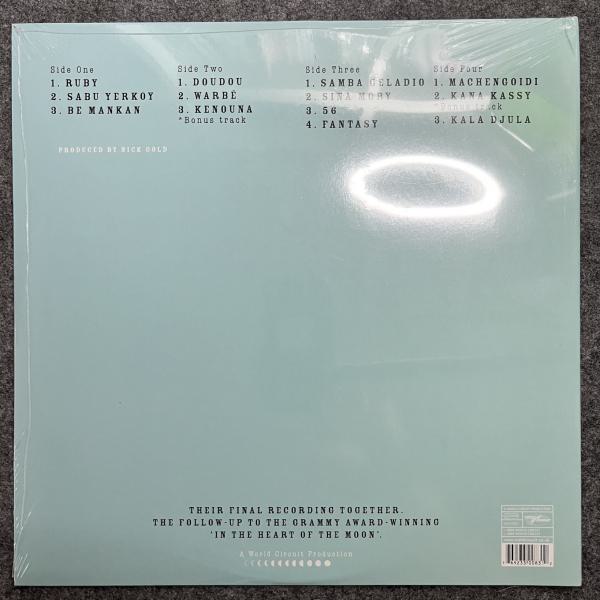 Side One
1. RUBY
2. SABU YERKOY
3. BE MANKAN
Side Two
1. DOUDOU
2. WARBÉ
3. KENOUNA
*Bonus track
Side Three
1. SAMBA GELADIO
2. SINA MORY
3. 56
4. FANTASY
Side Four
1. MACHENGOIDI
2. KANA KASSY
*Bonus track
3. KALA DJULA
PRODUCED BY NICK GOLD
THEIR FINAL RECORDING TOGETHER.
THE FOLLOW-UP TO THE GRAMMY AWARD-WINNING
'IN THE HEART OF THE MOON'.
A World Circuit Production